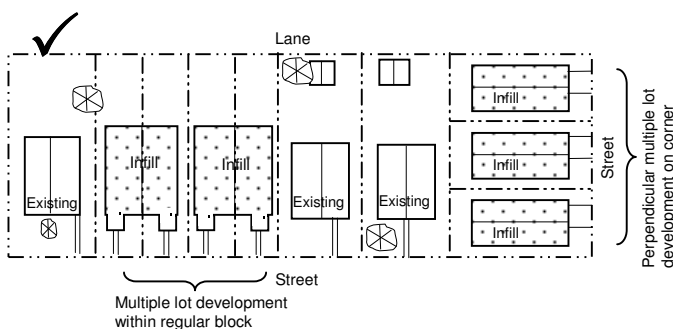 Lane
Infill
Infill
Infill
Street
Perpendicular multiple lot
development on corner
Infill
Infill
Existing
Existing
Existing
Infill
Street
Multiple lot development
within regular block